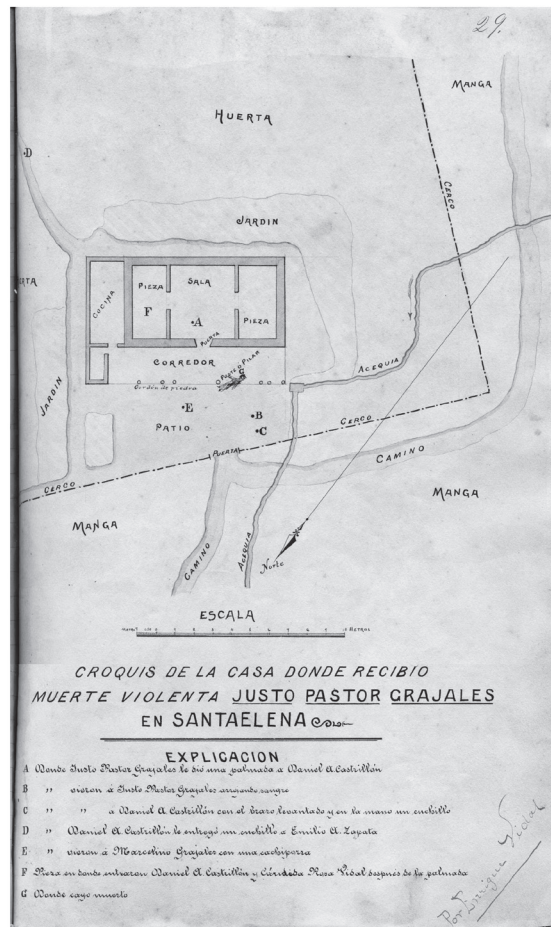 29.
MANGA
HUERTA
D
CERCO
JARDIN
COCINA
PIEZA
SALA
F
A
PIEZA
PUERTA
CORREDOR
POSTE O PILAR
G
Cordón de piedra
ACEQUIA
JARDIN
E
B
PATIO
C
CERCO
PUERTA
CAMINO
CERCO
MANGA
MANGA
CAMINO
ACEQUIA
Norte
ESCALA
METROS
CROQUIS DE LA CASA DONDE RECIBIO
MUERTE VIOLENTA JUSTO PASTOR GRAJALES
EN SANTAELENA
EXPLICACION
A Donde Justo Pastor Grajales le dió una palmada a Daniel A. Castrillón
B " vieron á Justo Pastor Grajales arrojando sangre
C " " á Daniel A. Castrillón con el brazo levantado y en la mano un cuchillo
D " Daniel A. Castrillón le entregó un cuchillo a Emilio A. Zapata
E " vieron á Marcelino Grajales con una cachiporra
F Pieza en donde entraron Daniel A. Castrillón y Cándida Rosa Vidal después de la palmada
G Donde cayó muerto
Por Enrique Vidal